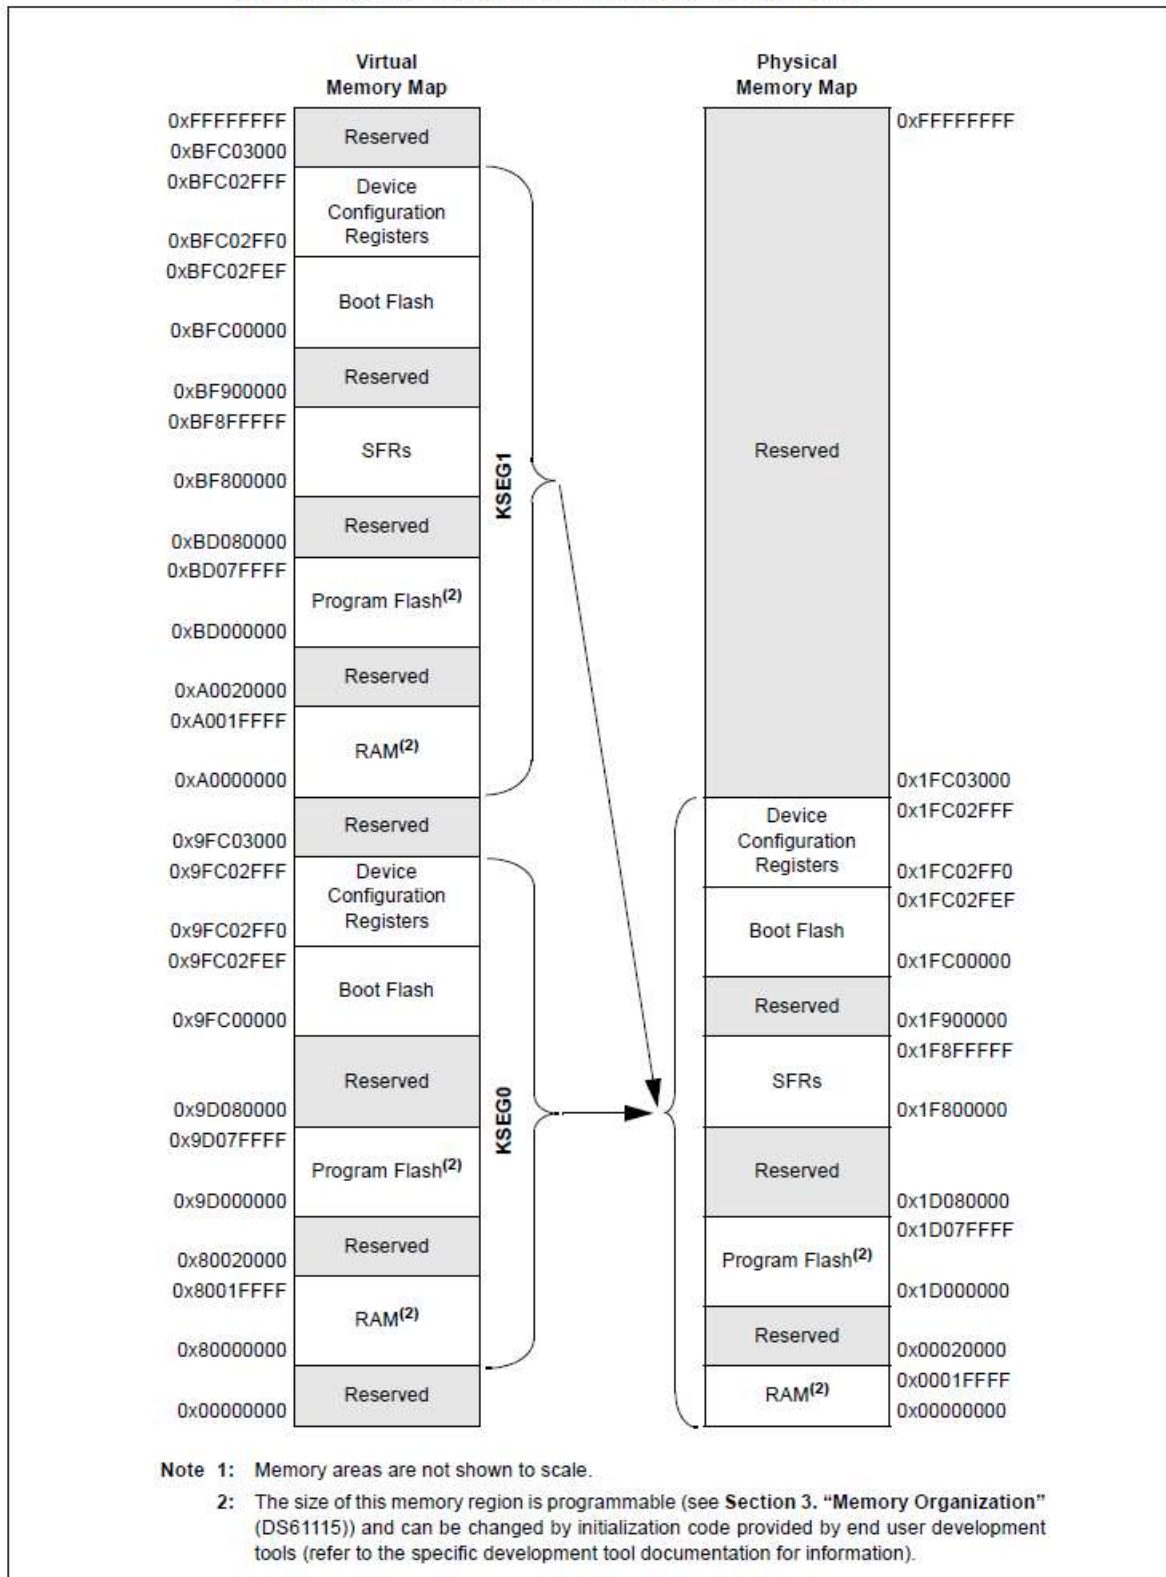 Virtual
Memory Map
0xFFFFFFFF
Reserved
0xBFC03000
0xBFC02FFF
Device
Configuration
Registers
0xBFC02FF0
0xBFC02FEF
Boot Flash
0xBFC00000
Reserved
0xBF900000
0xBF8FFFFF
SFRs
0xBF800000
Reserved
0xBD080000
0xBD07FFFF
Program Flash(2)
0xBD000000
Reserved
0xA0020000
0xA001FFFF
RAM(2)
0xA0000000
Reserved
0x9FC03000
0x9FC02FFF
Device
Configuration
Registers
0x9FC02FF0
0x9FC02FEF
Boot Flash
0x9FC00000
Reserved
0x9D080000
0x9D07FFFF
Program Flash(2)
0x9D000000
Reserved
0x80020000
0x8001FFFF
RAM(2)
0x80000000
Reserved
0x00000000
KSEG1
KSEG0
Physical
Memory Map
0xFFFFFFFF
Reserved
0x1FC03000
0x1FC02FFF
Device
Configuration
Registers
0x1FC02FF0
0x1FC02FEF
Boot Flash
0x1FC00000
Reserved
0x1F900000
0x1F8FFFFF
SFRs
0x1F800000
Reserved
0x1D080000
0x1D07FFFF
Program Flash(2)
0x1D000000
Reserved
0x00020000
0x0001FFFF
RAM(2)
0x00000000
Note 1: Memory areas are not shown to scale.
2: The size of this memory region is programmable (see Section 3. “Memory Organization”
(DS61115)) and can be changed by initialization code provided by end user development
tools (refer to the specific development tool documentation for information).